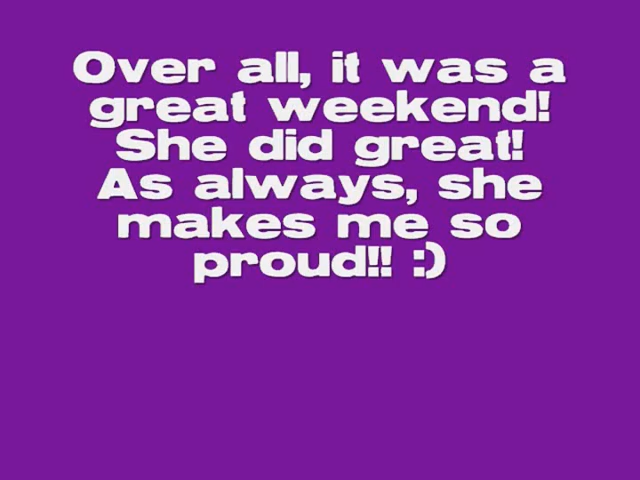 Over all, it was a
great weekend!
She did great!
As always, she
makes me so
proud!! :)